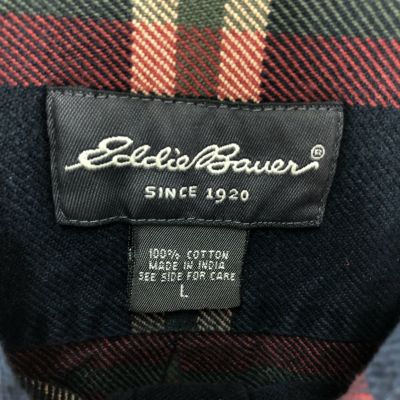 Eddie Bauer®
SINCE 1920
100% COTTON
MADE IN INDIA
SEE SIDE FOR CARE
L